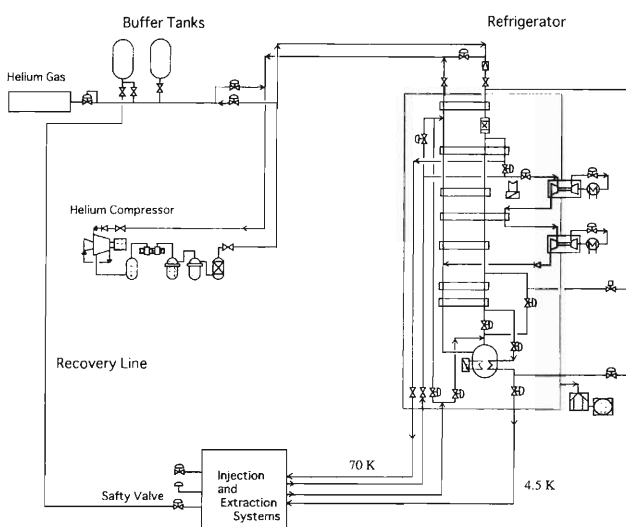 Buffer Tanks
Refrigerator
Helium Gas
Helium Compressor
Recovery Line
70 K
4.5 K
Injection
and
Extraction
Systems
Safty Valve